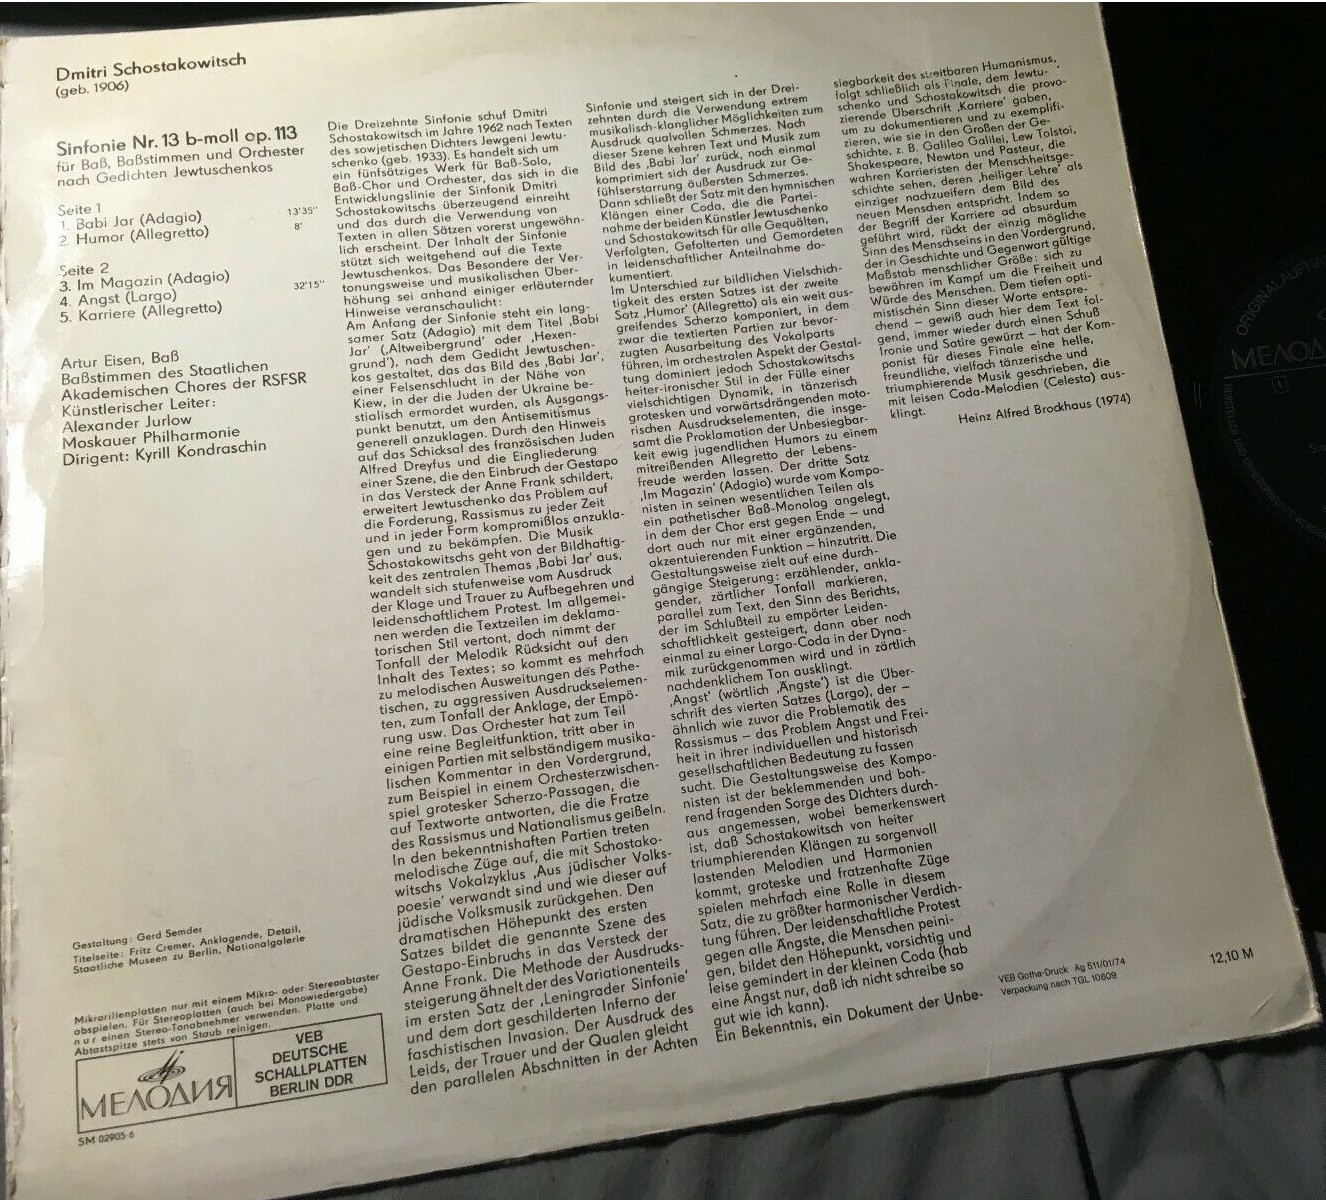 Dmitri Schostakowitsch
(geb. 1906)
Sinfonie Nr. 13 b-moll op. 113
für Baß, Baßstimmen und Orchester
nach Gedichten Jewtuschenkos
Seite 1
1. Babi Jar (Adagio) 13'35"
2. Humor (Allegretto) 8'
Seite 2
3. Im Magazin (Adagio)
4. Angst (Largo) 32'15"
5. Karriere (Allegretto)
Artur Eisen, Baß
Baßstimmen des Staatlichen
Akademischen Chores der RSFSR
Künstlerischer Leiter:
Alexander Jurlow
Moskauer Philharmonie
Dirigent: Kyrill Kondraschin
Gestaltung: Gerd Semder
Titelseite: Fritz Cremer, Anklagende, Detail,
Staatliche Museen zu Berlin, Nationalgalerie
Mikrorillenplatten nur mit einem Mikro- oder Stereoabtaster
abspielen. Für Stereoplatten (auch bei Monowiedergabe)
nur einen Stereo-Tonabnehmer verwenden. Platte und
Abtastspitze stets von Staub reinigen.
МЕЛОДИЯ
VEB
DEUTSCHE
SCHALLPLATTEN
BERLIN DDR
SM 02905-6
Die Dreizehnte Sinfonie schuf Dmitri
Schostakowitsch im Jahre 1962 nach Texten
des sowjetischen Dichters Jewgeni Jewtu-
schenko (geb. 1933). Es handelt sich um
ein fünfsätziges Werk für Baß-Solo,
Baß-Chor und Orchester, das sich in die
Entwicklungslinie der Sinfonik Dmitri
Schostakowitschs überzeugend einreiht
und das durch die Verwendung von
Texten in allen Sätzen vorerst ungewöhn-
lich erscheint. Der Inhalt der Sinfonie
stützt sich weitgehend auf die Texte
Jewtuschenkos. Das Besondere der Ver-
tonungsweise und musikalischen Über-
höhung sei anhand einiger erläuternder
Hinweise veranschaulicht:
Am Anfang der Sinfonie steht ein lang-
samer Satz (Adagio) mit dem Titel ‚Babi
Jar' (‚Altweibergrund' oder ‚Hexen-
grund'), nach dem Gedicht Jewtuschen-
kos gestaltet, das das Bild des ‚Babi Jar',
einer Felsenschlucht in der Nähe von
Kiew, in der die Juden der Ukraine be-
stialisch ermordet wurden, als Ausgangs-
punkt benutzt, um den Antisemitismus
generell anzuklagen. Durch den Hinweis
auf das Schicksal des französischen Juden
Alfred Dreyfus und die Eingliederung
einer Szene, die den Einbruch der Gestapo
in das Versteck der Anne Frank schildert,
erweitert Jewtuschenko das Problem auf
die Forderung, Rassismus zu jeder Zeit
und in jeder Form kompromißlos anzukla-
gen und zu bekämpfen. Die Musik
Schostakowitschs geht von der Bildhaftig-
keit des zentralen Themas ‚Babi Jar' aus,
wandelt sich stufenweise vom Ausdruck
der Klage und Trauer zu Aufbegehren und
leidenschaftlichem Protest. Im allgemei-
nen werden die Textzeilen im deklama-
torischen Stil vertont, doch nimmt der
Tonfall der Melodik Rücksicht auf den
Inhalt des Textes; so kommt es mehrfach
zu melodischen Ausweitungen des Pathe-
tischen, zu aggressiven Ausdruckselemen-
ten, zum Tonfall der Anklage, der Empö-
rung usw. Das Orchester hat zum Teil
eine reine Begleitfunktion, tritt aber in
einigen Partien mit selbständigem musika-
lischen Kommentar in den Vordergrund,
zum Beispiel in einem Orchesterzwischen-
spiel grotesker Scherzo-Passagen, die
auf Textworte antworten, die die Fratze
des Rassismus und Nationalismus geißeln.
In den bekenntnishaften Partien treten
melodische Züge auf, die mit Schostako-
witschs Vokalzyklus ‚Aus jüdischer Volks-
poesie' verwandt sind und wie dieser auf
jüdische Volksmusik zurückgehen. Den
dramatischen Höhepunkt des ersten
Satzes bildet die genannte Szene des
Gestapo-Einbruchs in das Versteck der
Anne Frank. Die Methode der Ausdrucks-
steigerung ähnelt der des Variationenteils
im ersten Satz der ‚Leningrader Sinfonie'
und dem dort geschilderten Inferno der
faschistischen Invasion. Der Ausdruck des
Leids, der Trauer und der Qualen gleicht
den parallelen Abschnitten in der Achten
Sinfonie und steigert sich in der Drei-
zehnten durch die Verwendung extrem
musikalisch-klanglicher Möglichkeiten zum
Ausdruck qualvollen Schmerzes. Nach
dieser Szene kehren Text und Musik zum
Bild des ‚Babi Jar' zurück, noch einmal
komprimiert sich der Ausdruck zur Ge-
fühlserstarrung äußersten Schmerzes.
Dann schließt der Satz mit den hymnischen
Klängen einer Coda, die die Partei-
nahme der beiden Künstler Jewtuschenko
und Schostakowitsch für alle Gequälten,
Verfolgten, Gefolterten und Gemordeten
in leidenschaftlicher Anteilnahme do-
kumentiert.
Im Unterschied zur bildlichen Vielschich-
tigkeit des ersten Satzes ist der zweite
Satz ‚Humor' (Allegretto) als ein weit aus-
greifendes Scherzo komponiert, in dem
zwar die textierten Partien zur bevor-
zugten Ausarbeitung des Vokalparts
führen, im orchestralen Aspekt der Gestal-
tung dominiert jedoch Schostakowitschs
heiter-ironischer Stil in der Fülle einer
vielschichtigen Dynamik, in tänzerisch
grotesken und vorwärtsdrängenden moto-
rischen Ausdruckselementen, die insge-
samt die Proklamation der Unbesiegbar-
keit ewig jugendlichen Humors zu einem
mitreißenden Allegretto der Lebens-
freude werden lassen. Der dritte Satz
‚Im Magazin' (Adagio) wurde vom Kompo-
nisten in seinen wesentlichen Teilen als
ein pathetischer Baß-Monolog angelegt,
in dem der Chor erst gegen Ende – und
dort auch nur mit einer ergänzenden,
akzentuierenden Funktion – hinzutritt. Die
Gestaltungsweise zielt auf eine durch-
gängige Steigerung: erzählender, ankla-
gender, zärtlicher Tonfall markieren,
parallel zum Text, den Sinn des Berichts,
der im Schlußteil zu empörter Leiden-
schaftlichkeit gesteigert, dann aber noch
einmal zu einer Largo-Coda in der Dyna-
mik zurückgenommen wird und in zärtlich
nachdenklichem Ton ausklingt.
‚Angst' (wörtlich ‚Ängste') ist die Über-
schrift des vierten Satzes (Largo), der –
ähnlich wie zuvor die Problematik des
Rassismus – das Problem Angst und Frei-
heit in ihrer individuellen und historisch
gesellschaftlichen Bedeutung zu fassen
sucht. Die Gestaltungsweise des Kompo-
nisten ist der beklemmenden und boh-
rend fragenden Sorge des Dichters durch-
aus angemessen, wobei bemerkenswert
ist, daß Schostakowitsch von heiter
triumphierenden Klängen zu sorgenvoll
lastenden Melodien und Harmonien
kommt, groteske und fratzenhafte Züge
spielen mehrfach eine Rolle in diesem
Satz, die zu größter harmonischer Verdich-
tung führen. Der leidenschaftliche Protest
gegen alle Ängste, die Menschen peini-
gen, bildet den Höhepunkt, vorsichtig und
leise gemindert in der kleinen Coda (hab
eine Angst nur, daß ich nicht schreibe so
gut wie ich kann).
Ein Bekenntnis, ein Dokument der Unbe-
siegbarkeit des streitbaren Humanismus,
folgt schließlich als Finale, dem Jewtu-
schenko und Schostakowitsch die provo-
zierende Überschrift ‚Karriere' gaben,
um zu dokumentieren und zu exemplifi-
zieren, wie sie in den Großen der Ge-
schichte, z. B. Galileo Galilei, Lew Tolstoi,
Shakespeare, Newton und Pasteur, die
wahren Karrieristen der Menschheitsge-
schichte sehen, deren ‚heiliger Lehre' als
einziger nachzueifern dem Bild des
neuen Menschen entspricht. Indem so
der Begriff der Karriere ad absurdum
geführt wird, rückt der einzig mögliche
Sinn des Menschseins in den Vordergrund,
der in Geschichte und Gegenwart gültige
Maßstab menschlicher Größe: sich zu
bewähren im Kampf um die Freiheit und
Würde des Menschen. Dem tiefen opti-
mistischen Sinn dieser Worte entspre-
chend – gewiß auch hier dem Text fol-
gend, immer wieder durch einen Schuß
Ironie und Satire gewürzt – hat der Kom-
ponist für dieses Finale eine helle,
freundliche, vielfach tänzerische und
triumphierende Musik geschrieben, die
mit leisen Coda-Melodien (Celesta) aus-
klingt.
Heinz Alfred Brockhaus (1974)
VEB Gotha-Druck Ag 511/01/74
Verpackung nach TGL 10609
12,10 M
ORIGINALAUFNA
МЕЛОД
1